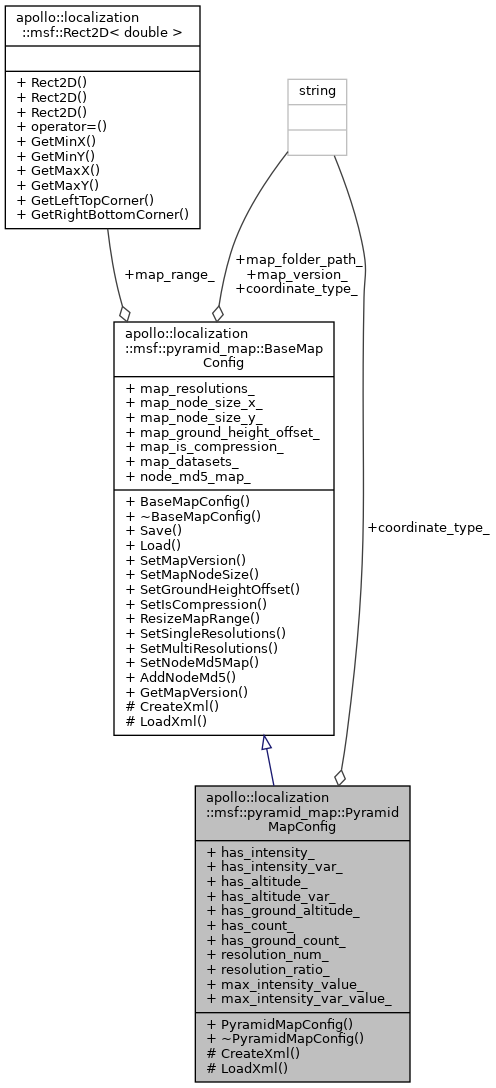 apollo::localization
::msf::Rect2D< double >
+ Rect2D()
+ Rect2D()
+ Rect2D()
+ operator=()
+ GetMinX()
+ GetMinY()
+ GetMaxX()
+ GetMaxY()
+ GetLeftTopCorner()
+ GetRightBottomCorner()
string
+map_range_
+map_folder_path_
+map_version_
+coordinate_type_
apollo::localization
::msf::pyramid_map::BaseMap
Config
+ map_resolutions_
+ map_node_size_x_
+ map_node_size_y_
+ map_ground_height_offset_
+ map_is_compression_
+ map_datasets_
+ node_md5_map_
+ BaseMapConfig()
+ ~BaseMapConfig()
+ Save()
+ Load()
+ SetMapVersion()
+ SetMapNodeSize()
+ SetGroundHeightOffset()
+ SetIsCompression()
+ ResizeMapRange()
+ SetSingleResolutions()
+ SetMultiResolutions()
+ SetNodeMd5Map()
+ AddNodeMd5()
+ GetMapVersion()
# CreateXml()
# LoadXml()
+coordinate_type_
apollo::localization
::msf::pyramid_map::Pyramid
MapConfig
+ has_intensity_
+ has_intensity_var_
+ has_altitude_
+ has_altitude_var_
+ has_ground_altitude_
+ has_count_
+ has_ground_count_
+ resolution_num_
+ resolution_ratio_
+ max_intensity_value_
+ max_intensity_var_value_
+ PyramidMapConfig()
+ ~PyramidMapConfig()
# CreateXml()
# LoadXml()